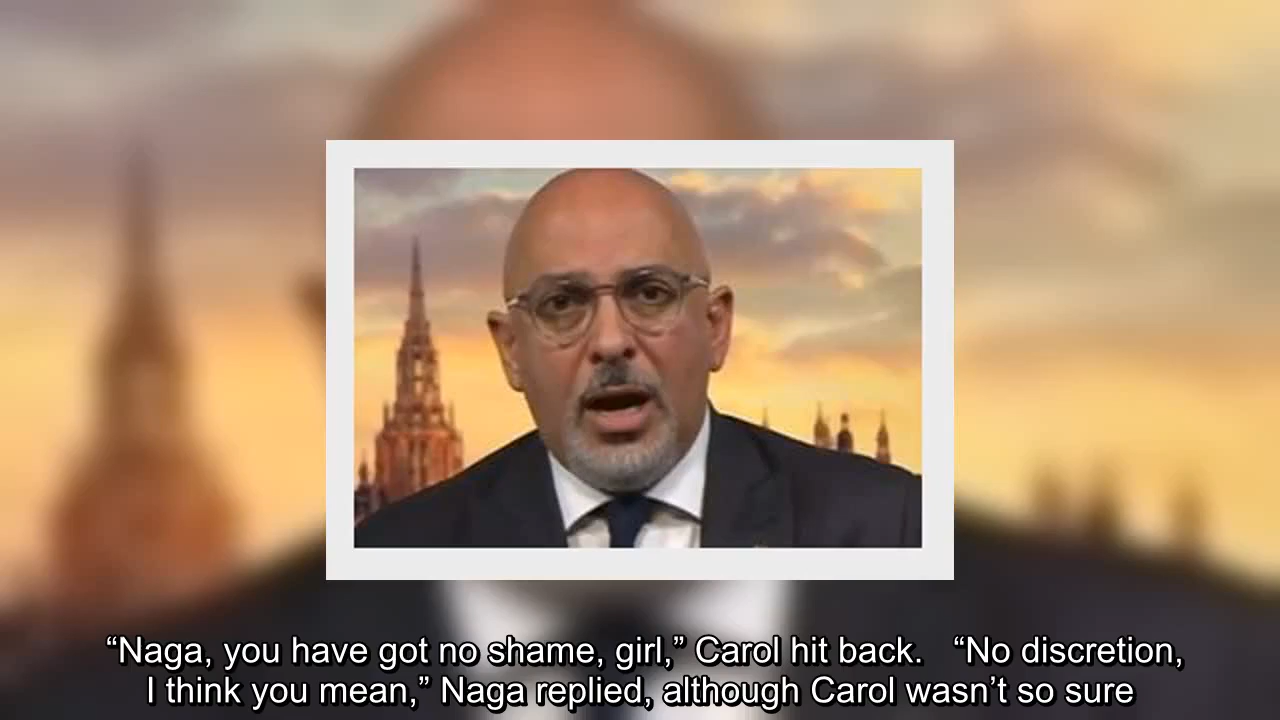 “Naga, you have got no shame, girl,” Carol hit back.   “No discretion,
I think you mean,” Naga replied, although Carol wasn’t so sure